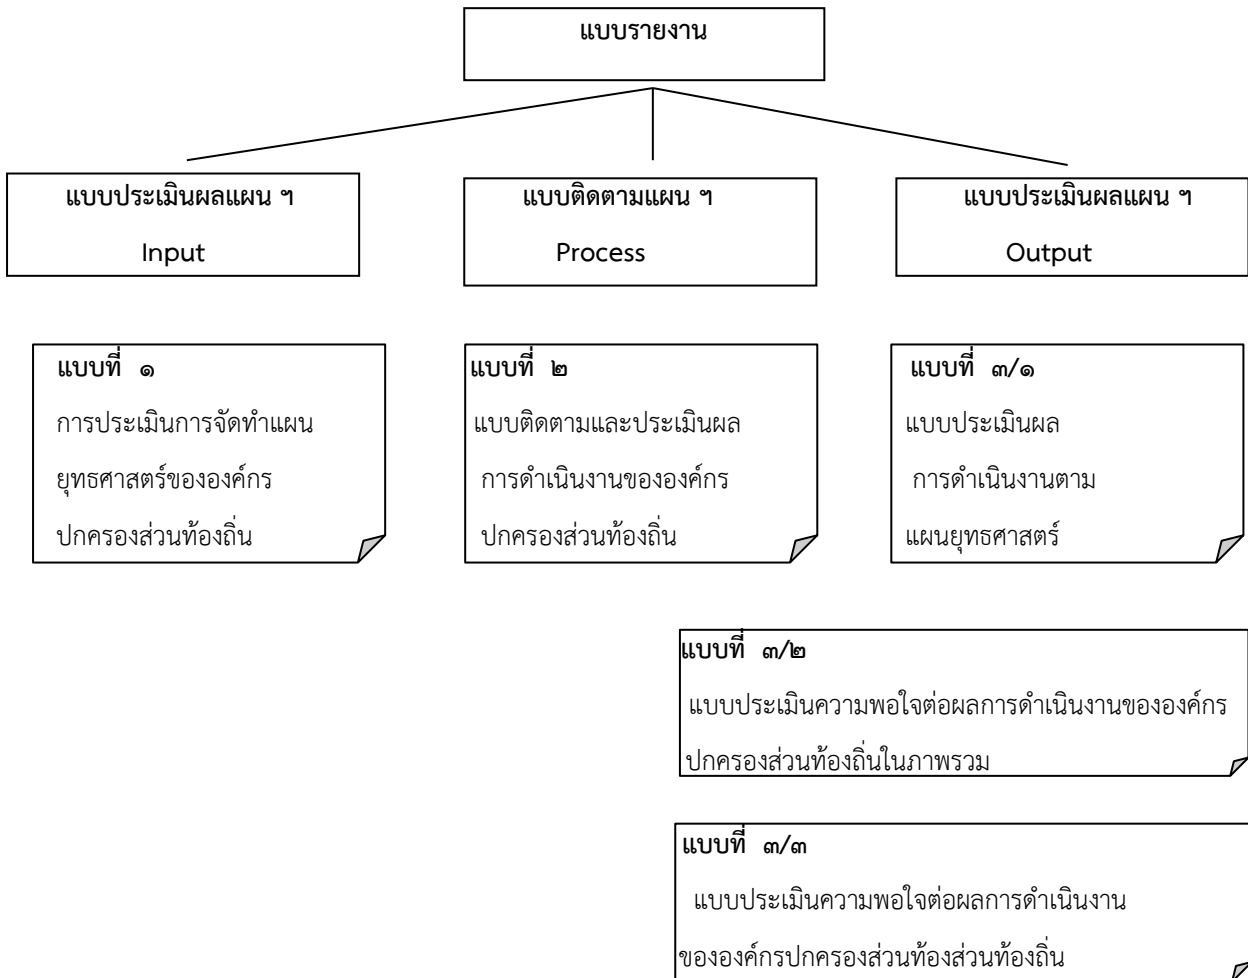 แบบรายงาน
แบบประเมินผลแผน ฯ
Input
แบบติดตามแผน ฯ
Process
แบบประเมินผลแผน ฯ
Output
แบบที่ ๑
การประเมินการจัดทำแผน
ยุทธศาสตร์ขององค์กร
ปกครองส่วนท้องถิ่น
แบบที่ ๒
แบบติดตามและประเมินผล
การดำเนินงานขององค์กร
ปกครองส่วนท้องถิ่น
แบบที่ ๓/๑
แบบประเมินผล
การดำเนินงานตาม
แผนยุทธศาสตร์
แบบที่ ๓/๒
แบบประเมินความพอใจต่อผลการดำเนินงานขององค์กร
ปกครองส่วนท้องถิ่นในภาพรวม
แบบที่ ๓/๓
แบบประเมินความพอใจต่อผลการดำเนินงาน
ขององค์กรปกครองส่วนท้องส่วนท้องถิ่น